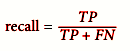 recall = TP / TP + FN